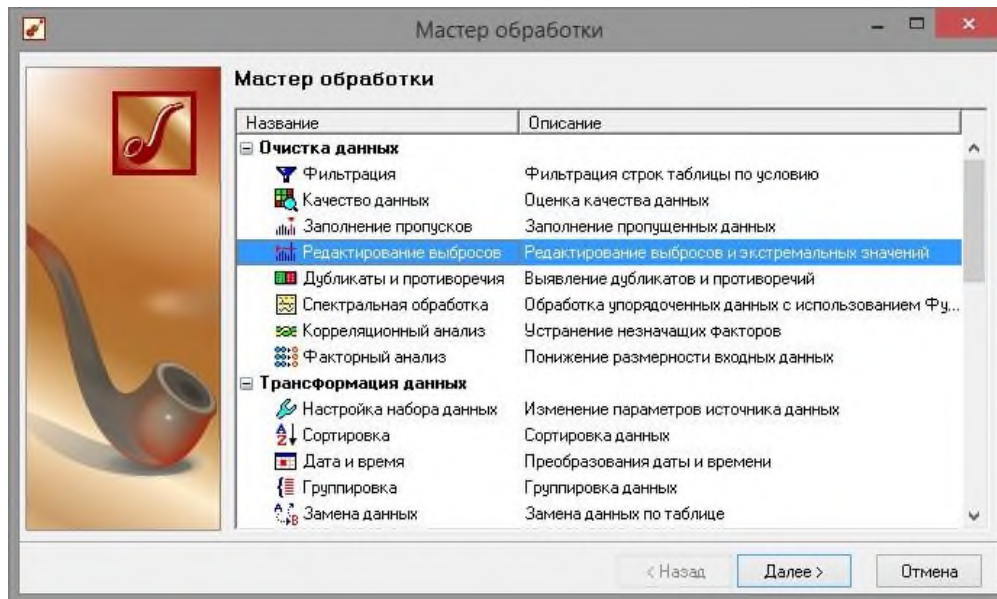 Мастер обработки
Мастер обработки
Название Описание
Очистка данных
Фильтрация Фильтрация строк таблицы по условию
Качество данных Оценка качества данных
Заполнение пропусков Заполнение пропущенных данных
Редактирование выбросов Редактирование выбросов и экстремальных значений
Дубликаты и противоречия Выявление дубликатов и противоречий
Спектральная обработка Обработка упорядоченных данных с использованием Фу...
Корреляционный анализ Устранение незначащих факторов
Факторный анализ Понижение размерности входных данных
Трансформация данных
Настройка набора данных Изменение параметров источника данных
Сортировка Сортировка данных
Дата и время Преобразования даты и времени
Группировка Группировка данных
Замена данных Замена данных по таблице
< Назад Далее > Отмена